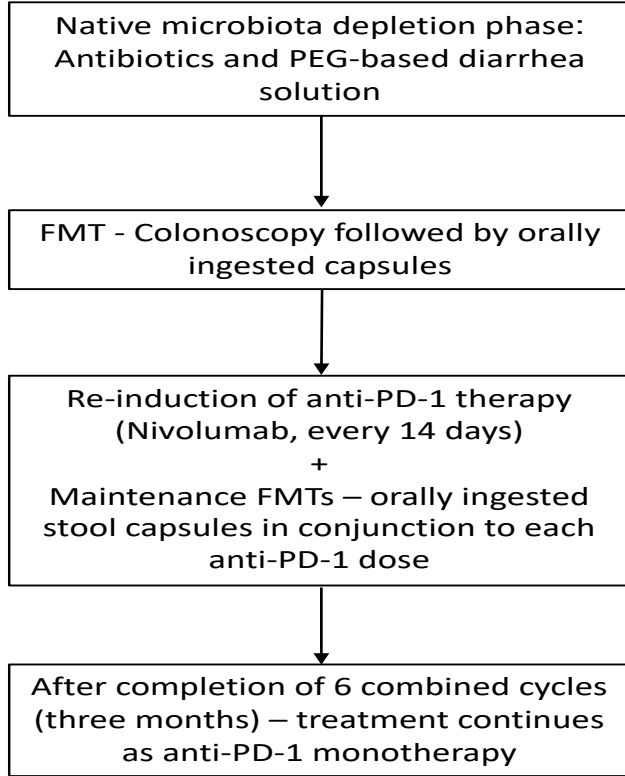 Native microbiota depletion phase:
Antibiotics and PEG-based diarrhea
solution
FMT - Colonoscopy followed by orally
ingested capsules
Re-induction of anti-PD-1 therapy
(Nivolumab, every 14 days)
+
Maintenance FMTs – orally ingested
stool capsules in conjunction to each
anti-PD-1 dose
After completion of 6 combined cycles
(three months) – treatment continues
as anti-PD-1 monotherapy